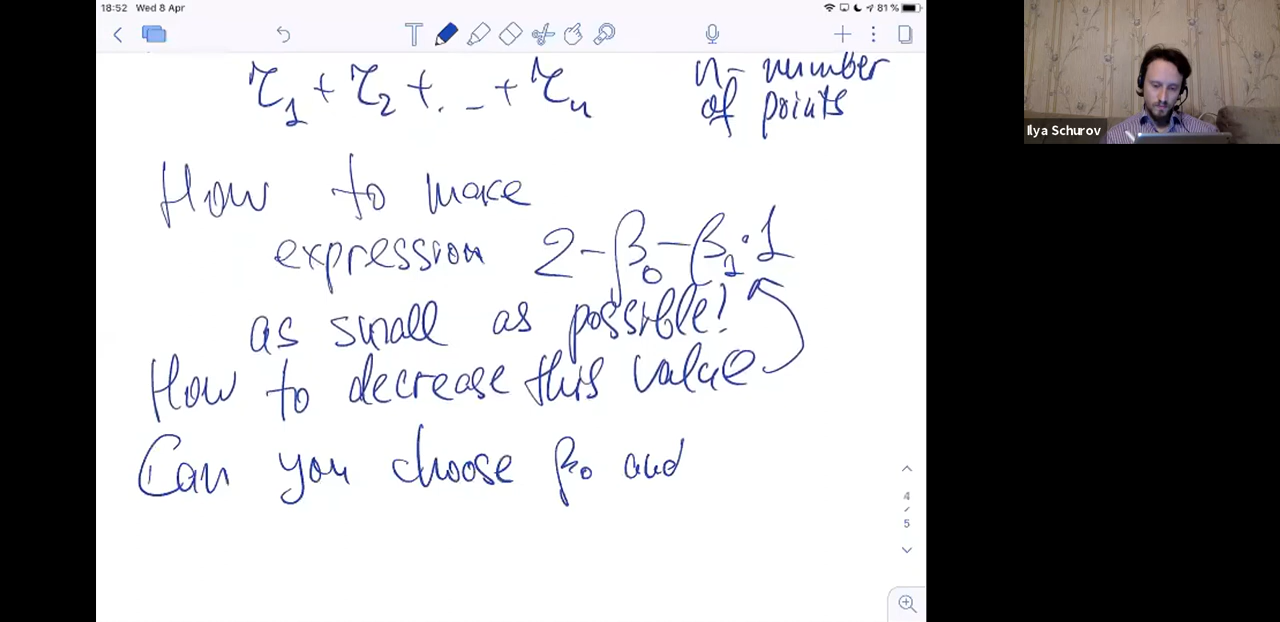 18:52 Wed 8 Apr
81%
T
r₁ + r₂ + ... + rₙ
n - number
of points
Ilya Schurov
How to make
expression 2 - β₀ - β₁ · 1
as small as possible?
How to decrease this value
Can you choose β₀ and
4
/
5